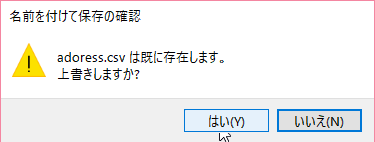 名前を付けて保存の確認
adoress.csv は既に存在します。
上書きしますか?
はい(Y)
いいえ(N)